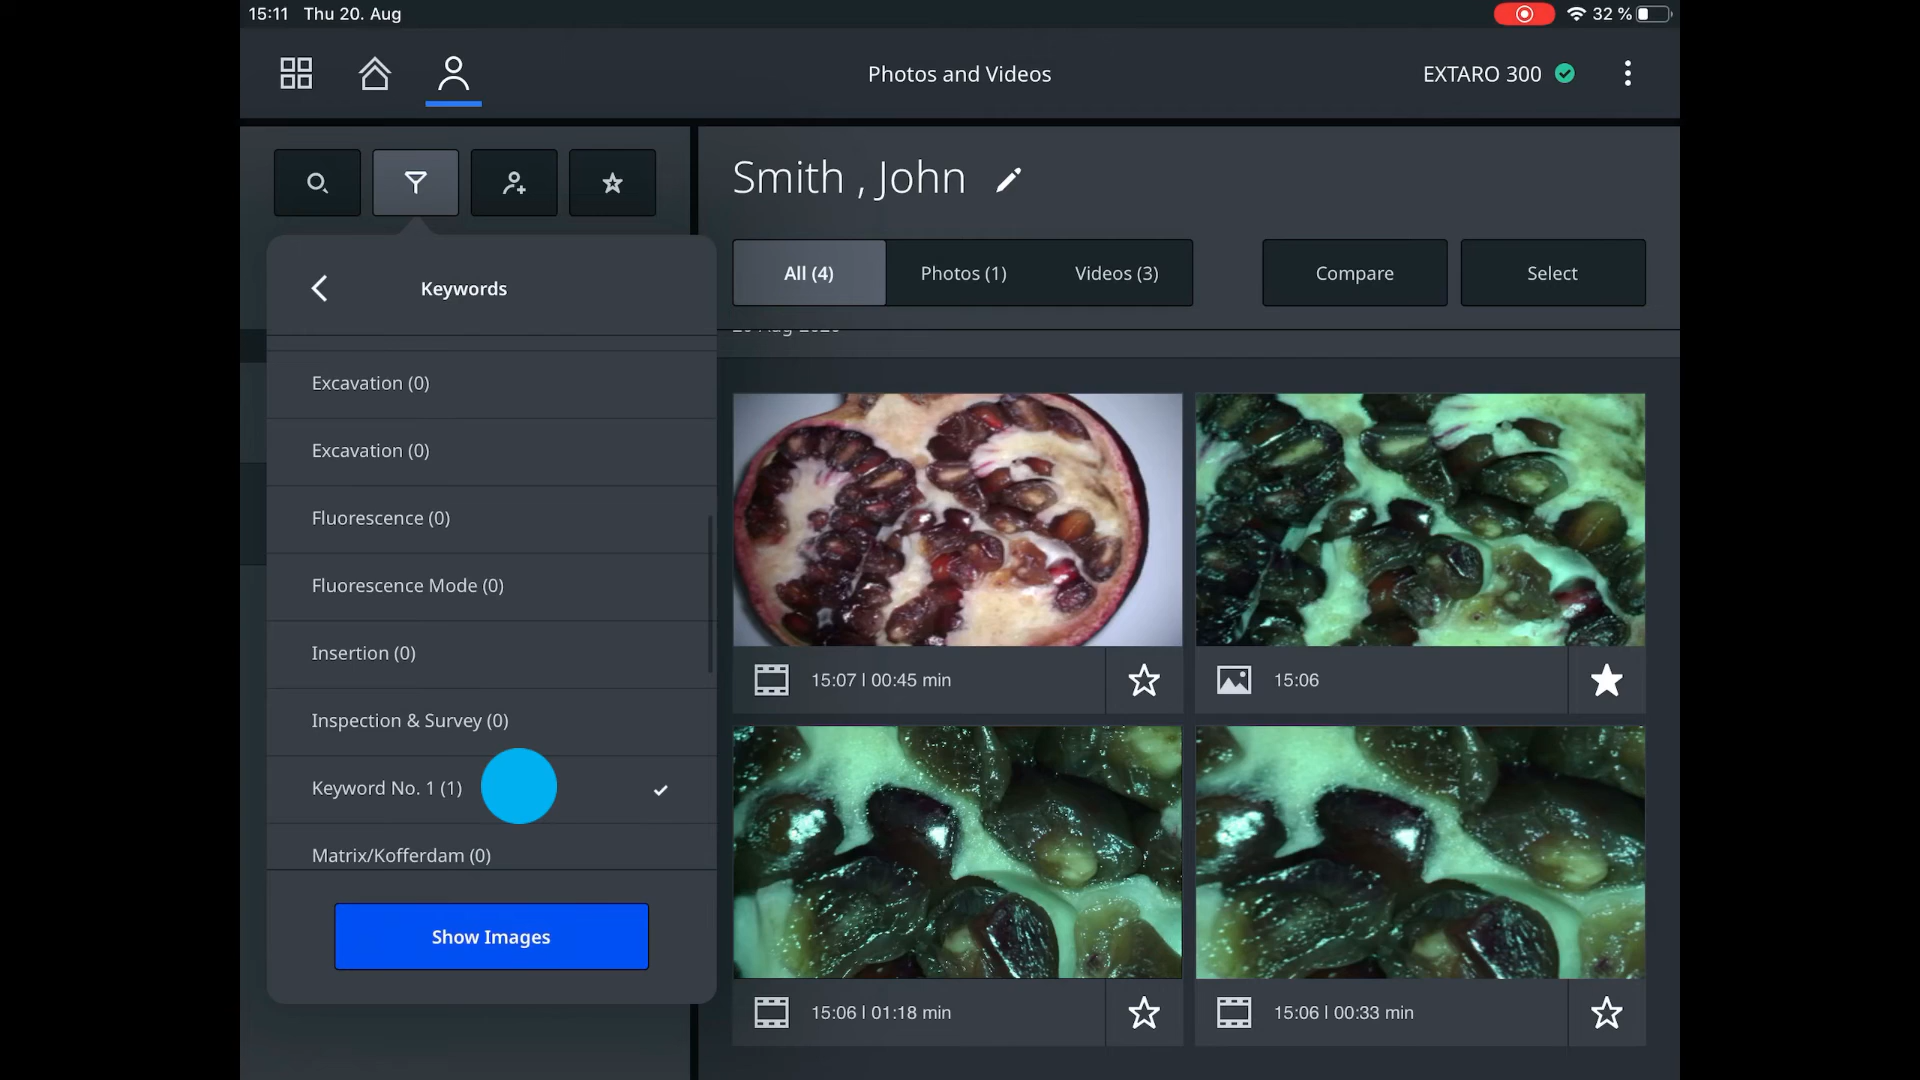 15:11 Thu 20. Aug
32 %
Photos and Videos
EXTARO 300
Smith , John
All (4)
Photos (1)
Videos (3)
Compare
Select
Keywords
Excavation (0)
Excavation (0)
Fluorescence (0)
Fluorescence Mode (0)
Insertion (0)
Inspection & Survey (0)
Keyword No. 1 (1)
Matrix/Kofferdam (0)
Show Images
15:07 | 00:45 min
15:06
15:06 | 01:18 min
15:06 | 00:33 min